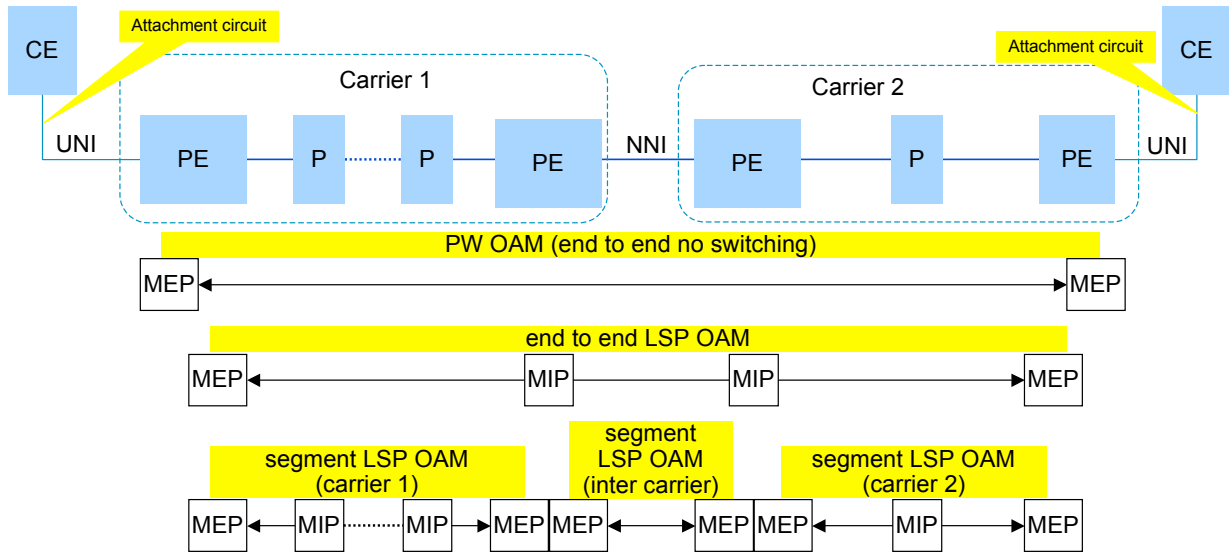 CE
Attachment circuit
Attachment circuit
CE
Carrier 1
Carrier 2
UNI
PE
P
P
PE
NNI
PE
P
PE
UNI
PW OAM (end to end no switching)
MEP
MEP
end to end LSP OAM
MEP
MIP
MIP
MEP
segment LSP OAM
(carrier 1)
segment
LSP OAM
(inter carrier)
segment LSP OAM
(carrier 2)
MEP
MIP
MIP
MEP
MEP
MEP
MEP
MIP
MEP